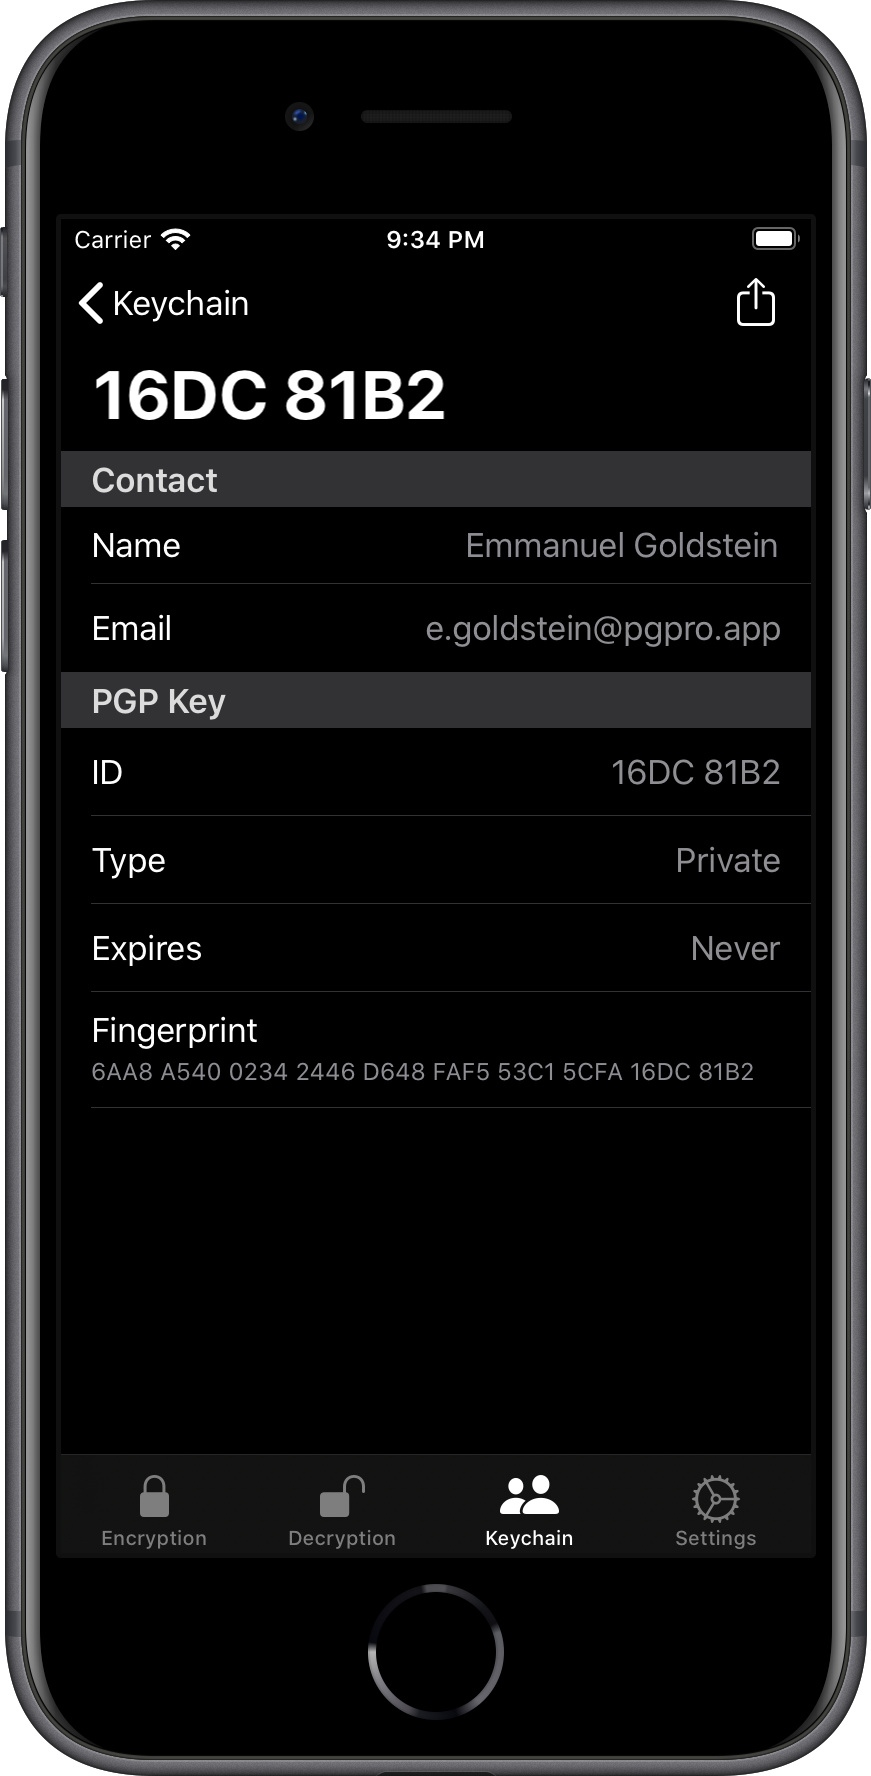 Carrier 9:34 PM
Keychain
16DC 81B2
Contact
Name Emmanuel Goldstein
Email e.goldstein@pgpro.app
PGP Key
ID 16DC 81B2
Type Private
Expires Never
Fingerprint
6AA8 A540 0234 2446 D648 FAF5 53C1 5CFA 16DC 81B2
Encryption Decryption Keychain Settings